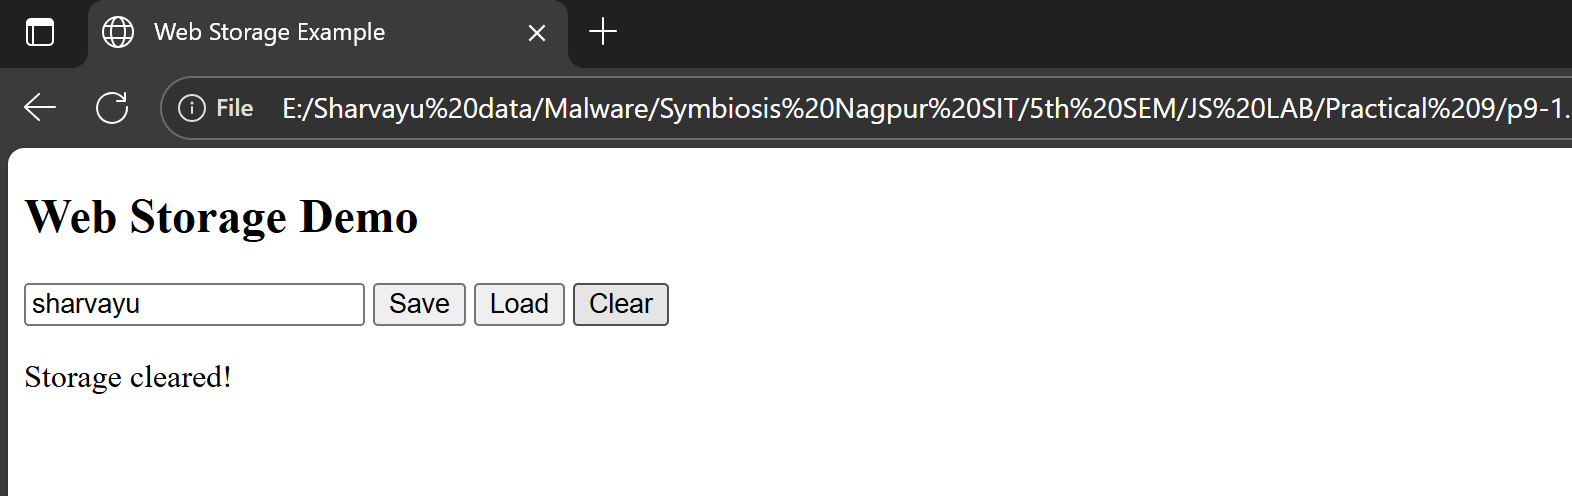 Web Storage Example
File E:/Sharvayu%20data/Malware/Symbiosis%20Nagpur%20SIT/5th%20SEM/JS%20LAB/Practical%209/p9-1.
Web Storage Demo
sharvayu Save Load Clear
Storage cleared!